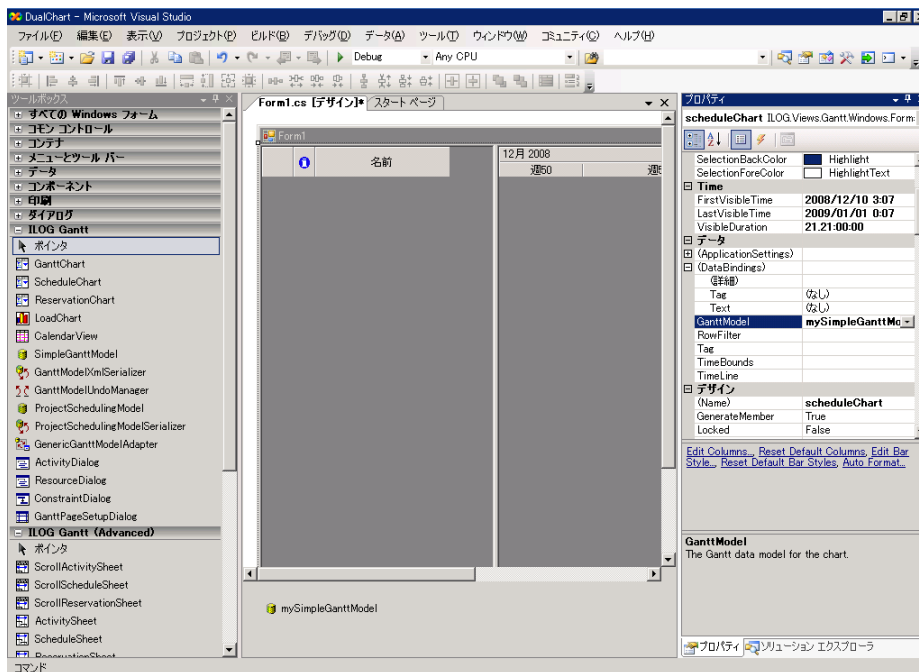 DualChart - Microsoft Visual Studio
ファイル(F) 編集(E) 表示(V) プロジェクト(P) ビルド(B) デバッグ(D) データ(A) ツール(T) ウィンドウ(W) コミュニティ(C) ヘルプ(H)
Debug Any CPU
ツールボックス
すべての Windows フォーム
コモン コントロール
コンテナ
メニューとツール バー
データ
コンポーネント
印刷
ダイアログ
ILOG Gantt
ポインタ
GanttChart
ScheduleChart
ReservationChart
LoadChart
CalendarView
SimpleGanttModel
GanttModelXmlSerializer
GanttModelUndoManager
ProjectSchedulingModel
ProjectSchedulingModelSerializer
GenericGanttModelAdapter
ActivityDialog
ResourceDialog
ConstraintDialog
GanttPageSetupDialog
ILOG Gantt (Advanced)
ポインタ
ScrollActivitySheet
ScrollScheduleSheet
ScrollReservationSheet
ActivitySheet
ScheduleSheet
ReservationSheet
コマンド
Form1.cs [デザイン]* スタート ページ
Form1
名前
12月 2008
週50
mySimpleGanttModel
プロパティ
scheduleChart ILOG.Views.Gantt.Windows.Form
SelectionBackColor Highlight
SelectionForeColor HighlightText
Time
FirstVisibleTime 2008/12/10 3:07
LastVisibleTime 2009/01/01 0:07
VisibleDuration 21.21:00:00
データ
(ApplicationSettings)
(DataBindings)
(詳細)
Tag (なし)
Text (なし)
GanttModel mySimpleGanttMo
RowFilter
Tag
TimeBounds
TimeLine
デザイン
(Name) scheduleChart
GenerateMember True
Locked False
Edit Columns..., Reset Default Columns, Edit Bar
Style..., Reset Default Bar Styles, Auto Format...
GanttModel
The Gantt data model for the chart.
プロパティ ソリューション エクスプローラ